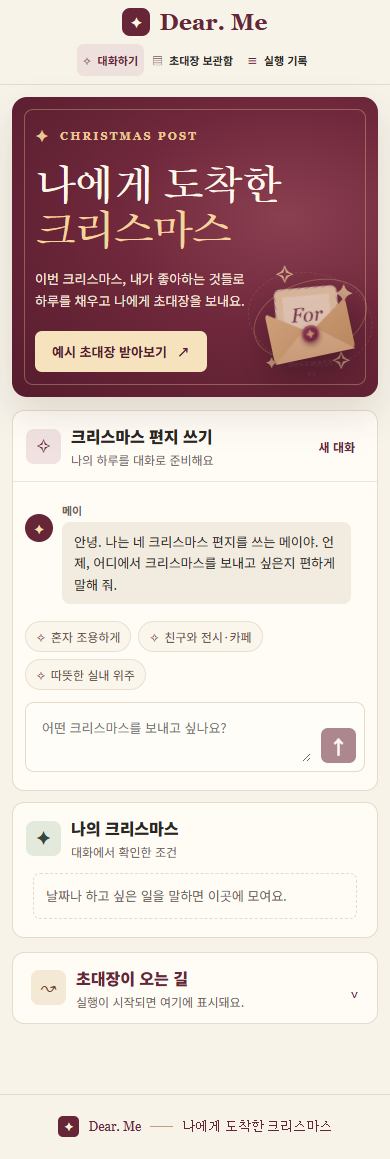 Dear. Me
대화하기 초대장 보관함 실행 기록
CHRISTMAS POST
나에게 도착한
크리스마스
이번 크리스마스, 내가 좋아하는 것들로
하루를 채우고 나에게 초대장을 보내요.
예시 초대장 받아보기 ↗
For
크리스마스 편지 쓰기
나의 하루를 대화로 준비해요
새 대화
메이
안녕. 나는 네 크리스마스 편지를 쓰는 메이야. 언
제, 어디에서 크리스마스를 보내고 싶은지 편하게
말해 줘.
혼자 조용하게
친구와 전시·카페
따뜻한 실내 위주
어떤 크리스마스를 보내고 싶나요?
나의 크리스마스
대화에서 확인한 조건
날짜나 하고 싶은 일을 말하면 이곳에 모여요.
초대장이 오는 길
실행이 시작되면 여기에 표시돼요.
Dear. Me — 나에게 도착한 크리스마스